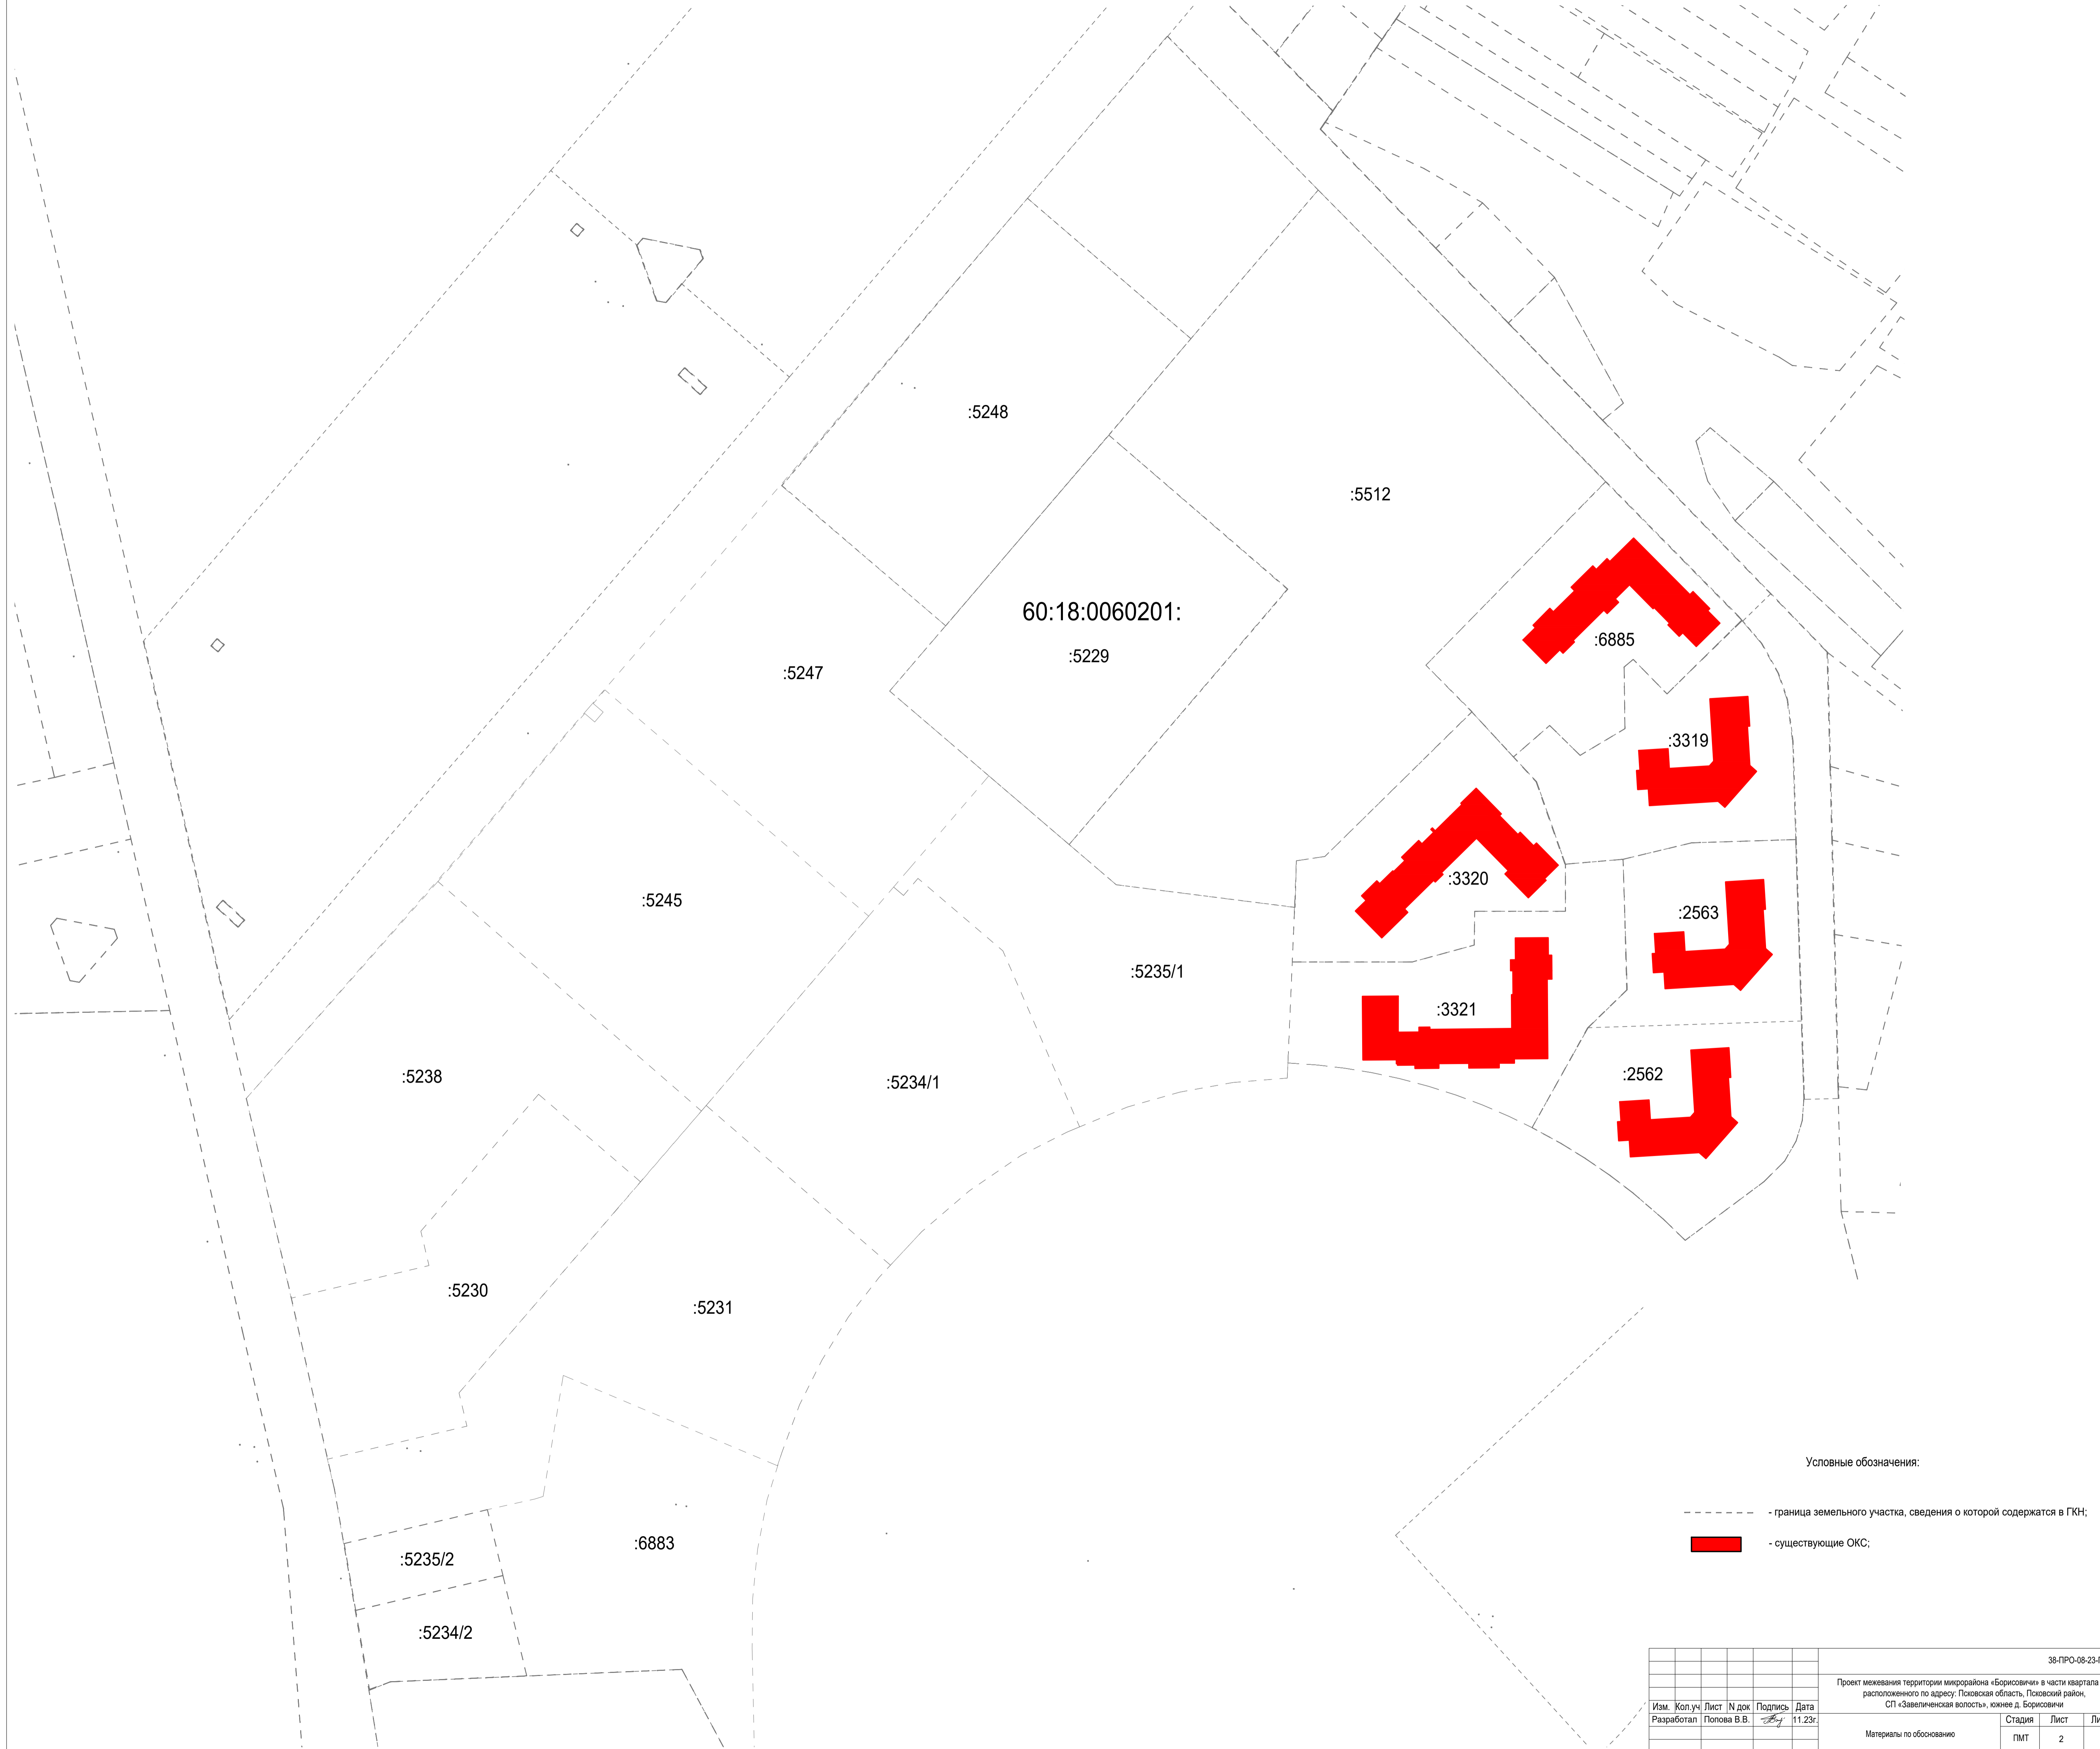 :5248
:5512
60:18:0060201:
:5229
:6885
:5247
:3319
:3320
:5245
:2563
:5235/1
:3321
:5238
:5234/1
:2562
:5230
:5231
Условные обозначения:
- граница земельного участка, сведения о которой содержатся в ГКН;
- существующие ОКС;
:6883
:5235/2
:5234/2
38-ПРО-08-23-
Проект межевания территории микрорайона «Борисовичи» в части квартала
расположенного по адресу: Псковская область, Псковский район,
СП «Завеличенская волость», южнее д. Борисовичи
Изм. Кол.уч Лист N док Подпись Дата
Разработал Попова В.В. 11.23г.
Материалы по обоснованию
Стадия Лист
ПМТ 2